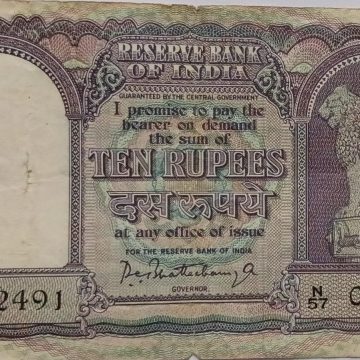 RESERVE BANK
OF INDIA
GUARANTEED BY THE CENTRAL GOVERNMENT
I promise to pay the
bearer on demand
the sum of
TEN RUPEES
दस रुपये
at any office of issue
FOR THE RESERVE BANK OF INDIA
GOVERNOR.
2491
N
57